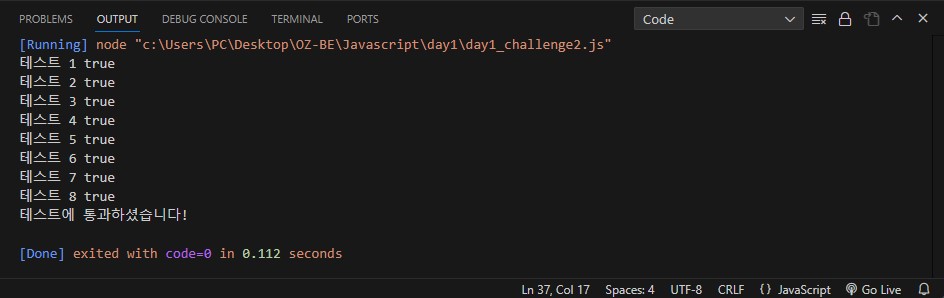 PROBLEMS OUTPUT DEBUG CONSOLE TERMINAL PORTS Code
[Running] node "c:\Users\PC\Desktop\OZ-BE\Javascript\day1\day1_challenge2.js"
테스트 1 true
테스트 2 true
테스트 3 true
테스트 4 true
테스트 5 true
테스트 6 true
테스트 7 true
테스트 8 true
테스트에 통과하셨습니다!
[Done] exited with code=0 in 0.112 seconds
Ln 37, Col 17 Spaces: 4 UTF-8 CRLF {} JavaScript Go Live